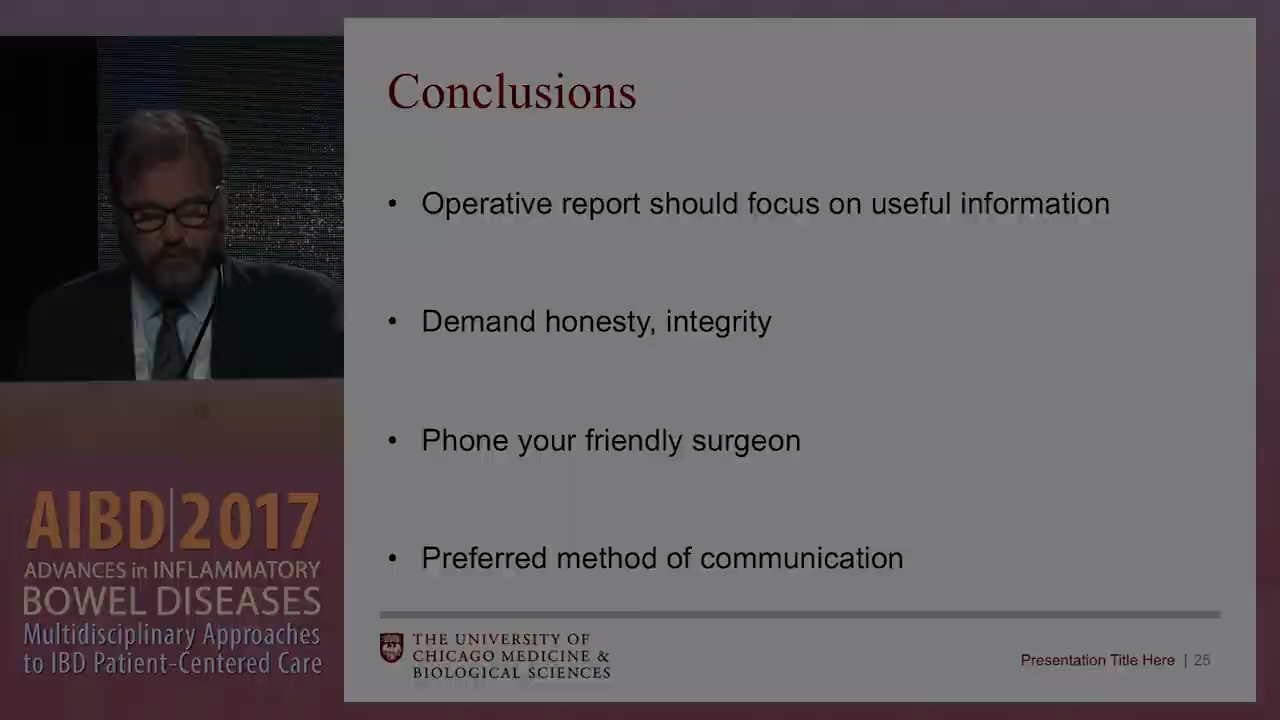 Conclusions
• Operative report should focus on useful information
• Demand honesty, integrity
• Phone your friendly surgeon
• Preferred method of communication
AIBD|2017
ADVANCES in INFLAMMATORY
BOWEL DISEASES
Multidisciplinary Approaches
to IBD Patient-Centered Care
THE UNIVERSITY OF
CHICAGO MEDICINE &
BIOLOGICAL SCIENCES
Presentation Title Here | 25